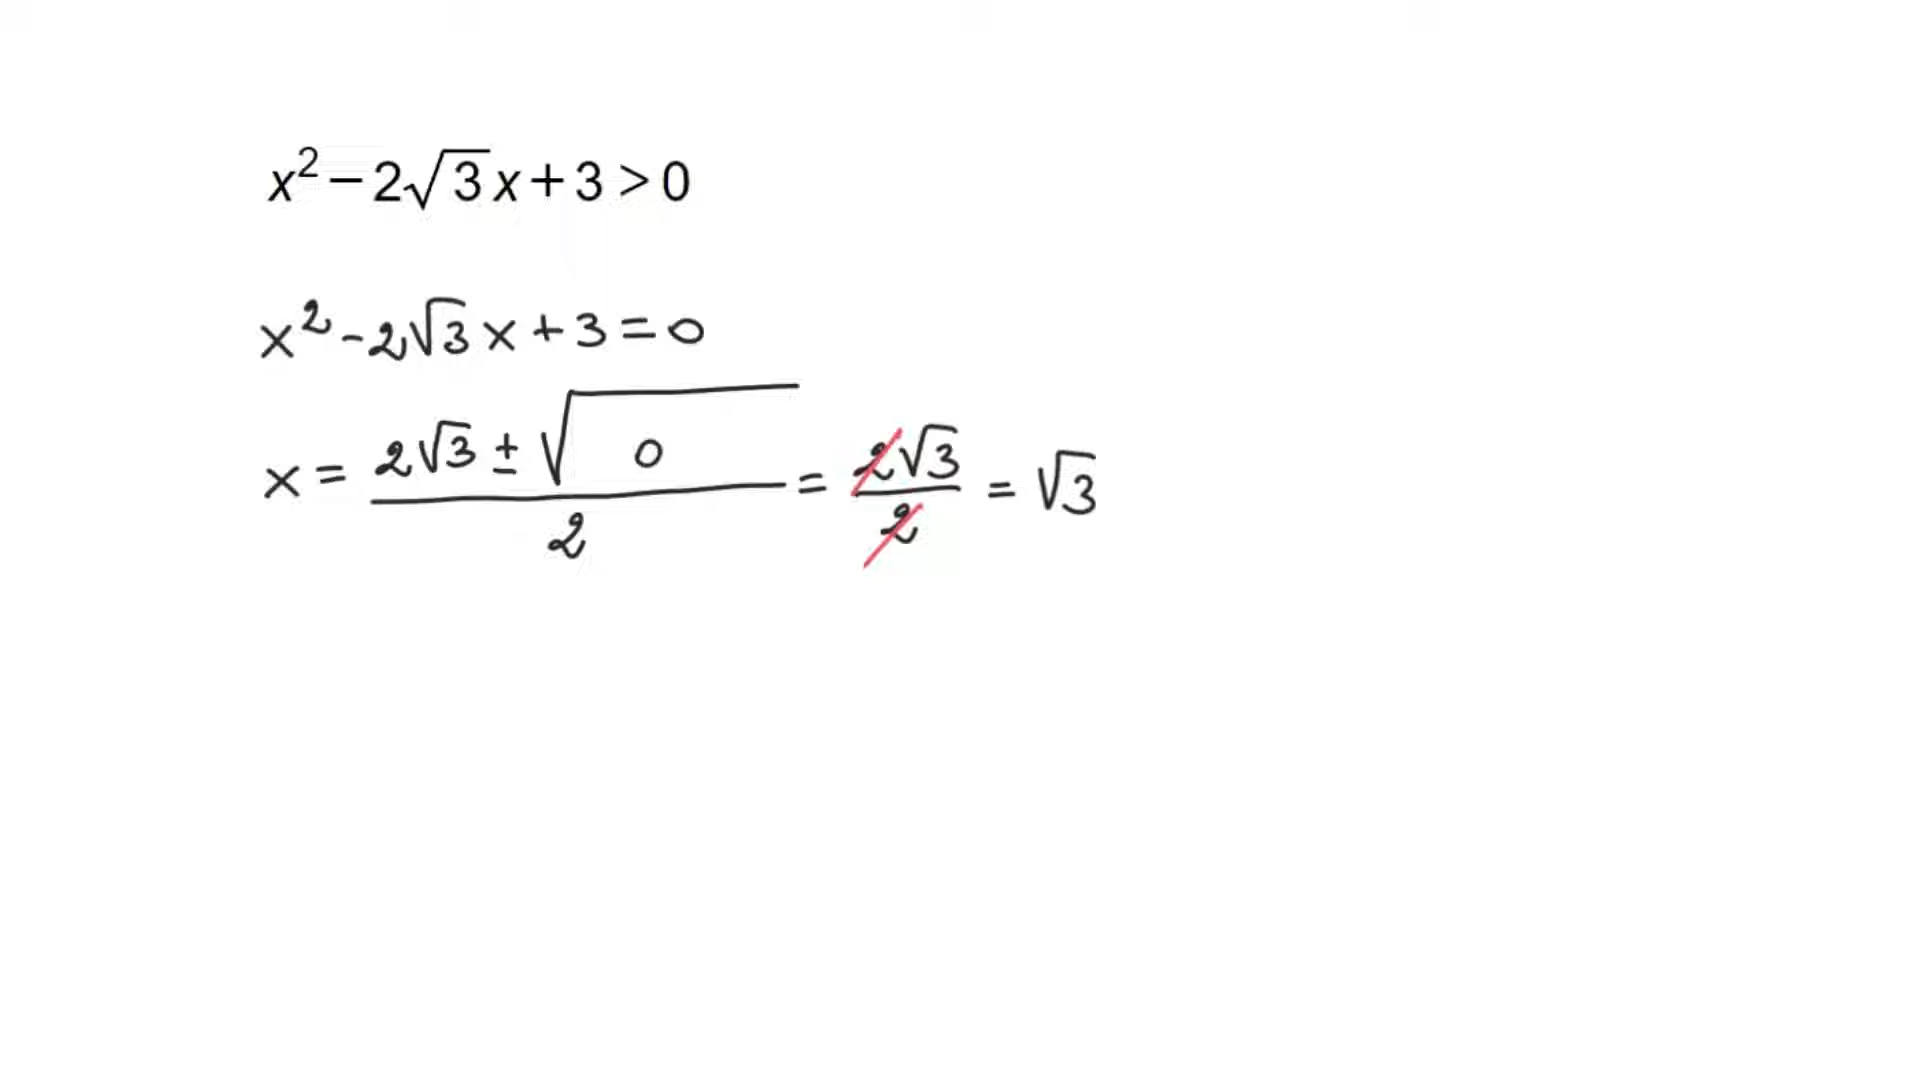 x² − 2√3 x + 3 > 0
x² - 2√3 x + 3 = 0
x = (2√3 ± √0)/2 = 2√3/2 = √3